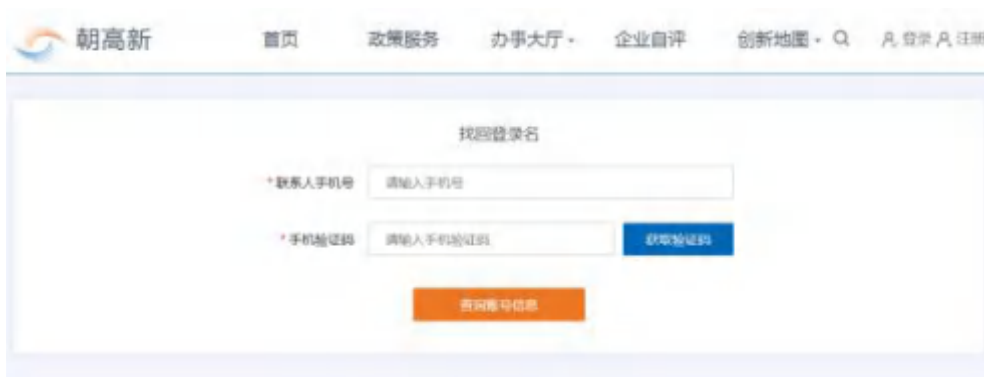 朝高新 首页 政策服务 办事大厅 企业自评 创新地图 登录 注册
找回登录名
*联系人手机号 请输入手机号
*手机验证码 请输入手机验证码 获取验证码
查询账号信息